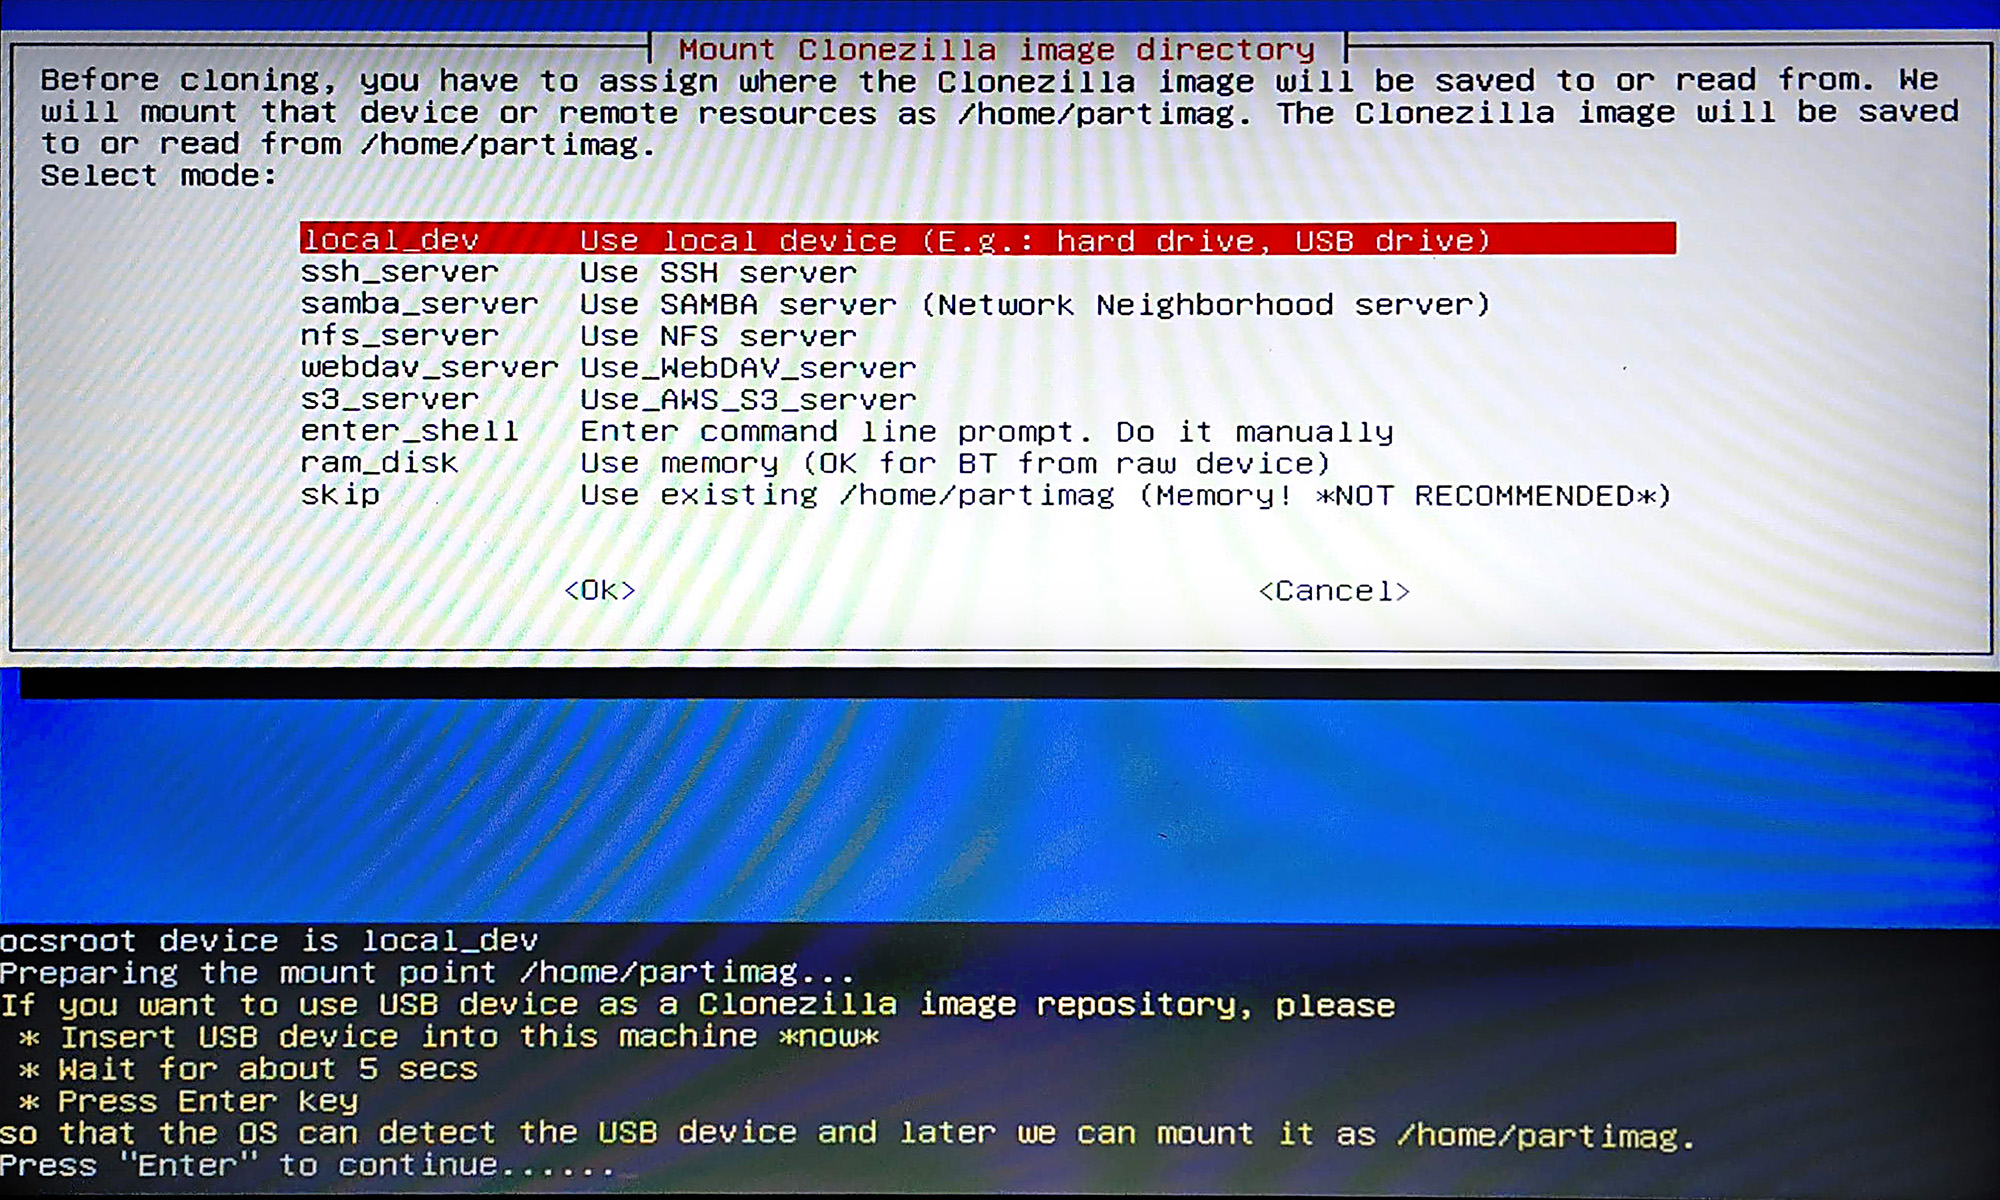 Mount Clonezilla image directory
Before cloning, you have to assign where the Clonezilla image will be saved to or read from. We
will mount that device or remote resources as /home/partimag. The Clonezilla image will be saved
to or read from /home/partimag.
Select mode:
local_dev Use local device (E.g.: hard drive, USB drive)
ssh_server Use SSH server
samba_server Use SAMBA server (Network Neighborhood server)
nfs_server Use NFS server
webdav_server Use_WebDAV_server
s3_server Use_AWS_S3_server
enter_shell Enter command line prompt. Do it manually
ram_disk Use memory (OK for BT from raw device)
skip Use existing /home/partimag (Memory! *NOT RECOMMENDED*)
<Ok> <Cancel>
ocsroot device is local_dev
Preparing the mount point /home/partimag...
If you want to use USB device as a Clonezilla image repository, please
* Insert USB device into this machine *now*
* Wait for about 5 secs
* Press Enter key
so that the OS can detect the USB device and later we can mount it as /home/partimag.
Press "Enter" to continue......